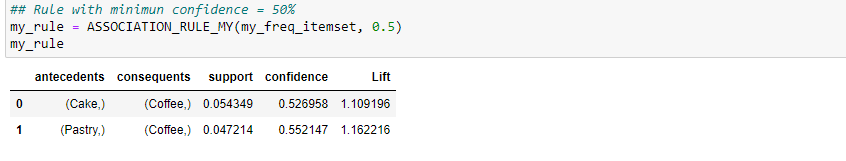 ## Rule with minimun confidence = 50%
my_rule = ASSOCIATION_RULE_MY(my_freq_itemset, 0.5)
my_rule
antecedents consequents support confidence Lift
0 (Cake,) (Coffee,) 0.054349 0.526958 1.109196
1 (Pastry,) (Coffee,) 0.047214 0.552147 1.162216